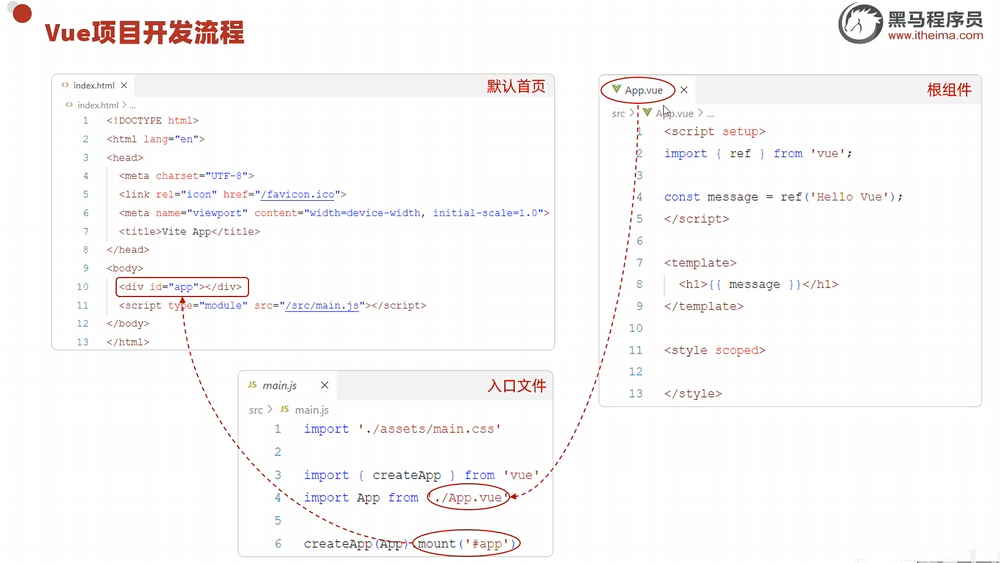 Vue项目开发流程
黑马程序员
www.itheima.com
index.html ×
默认首页
index.html > ...
1 <!DOCTYPE html>
2 <html lang="en">
3 <head>
4 <meta charset="UTF-8">
5 <link rel="icon" href="/favicon.ico">
6 <meta name="viewport" content="width=device-width, initial-scale=1.0">
7 <title>Vite App</title>
8 </head>
9 <body>
10 <div id="app"></div>
11 <script type="module" src="/src/main.js"></script>
12 </body>
13 </html>
JS main.js ×
入口文件
src > JS main.js
1 import './assets/main.css'
2
3 import { createApp } from 'vue'
4 import App from './App.vue'
5
6 createApp(App).mount('#app')
App.vue ×
根组件
src > App.vue > ...
1 <script setup>
2 import { ref } from 'vue';
3
4 const message = ref('Hello Vue');
5 </script>
6
7 <template>
8 <h1>{{ message }}</h1>
9 </template>
10
11 <style scoped>
12
13 </style>